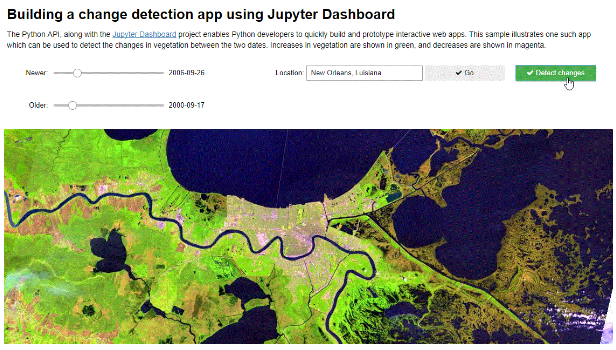 Building a change detection app using Jupyter Dashboard
The Python API, along with the Jupyter Dashboard project enables Python developers to quickly build and prototype interactive web apps. This sample illustrates one such app
which can be used to detect the changes in vegetation between the two dates. Increases in vegetation are shown in green, and decreases are shown in magenta.
Newer: 2006-09-26 Location: New Orleans, Luisiana Go Detect changes
Older: 2000-09-17